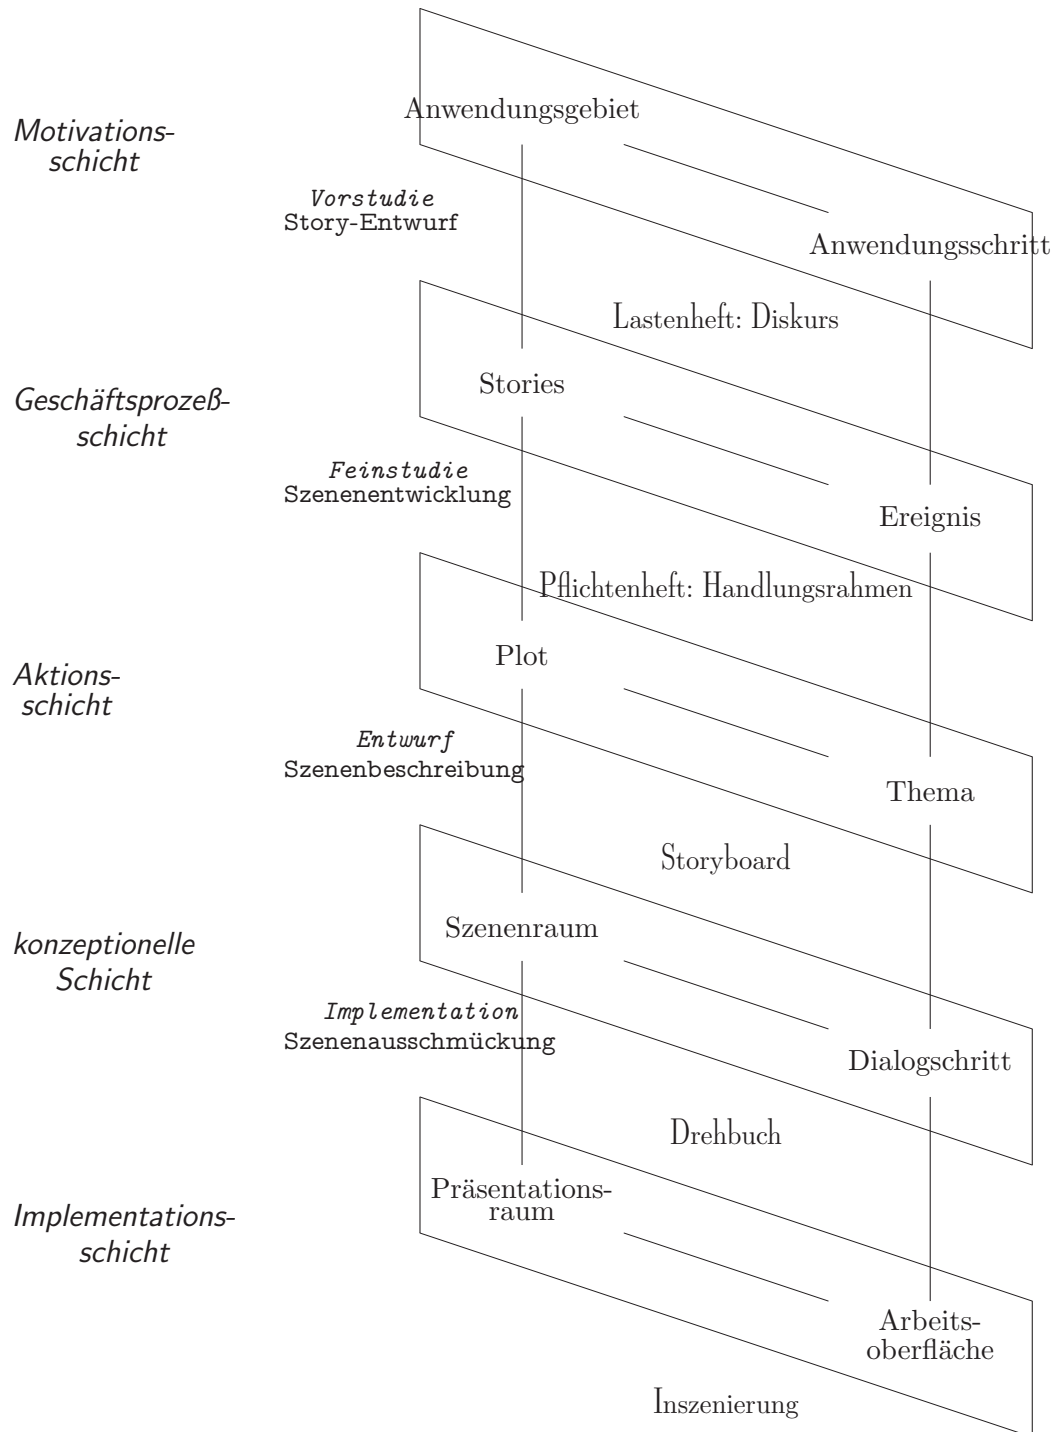 Anwendungsgebiet
Motivations-
schicht
Vorstudie
Story-Entwurf
Anwendungsschritt
Lastenheft: Diskurs
Stories
Geschäftsprozeß-
schicht
Feinstudie
Szenenentwicklung
Ereignis
Pflichtenheft: Handlungsrahmen
Plot
Aktions-
schicht
Entwurf
Szenenbeschreibung
Thema
Storyboard
Szenenraum
konzeptionelle
Schicht
Implementation
Szenenausschmückung
Dialogschritt
Drehbuch
Präsentations-
raum
Implementations-
schicht
Arbeits-
oberfläche
Inszenierung